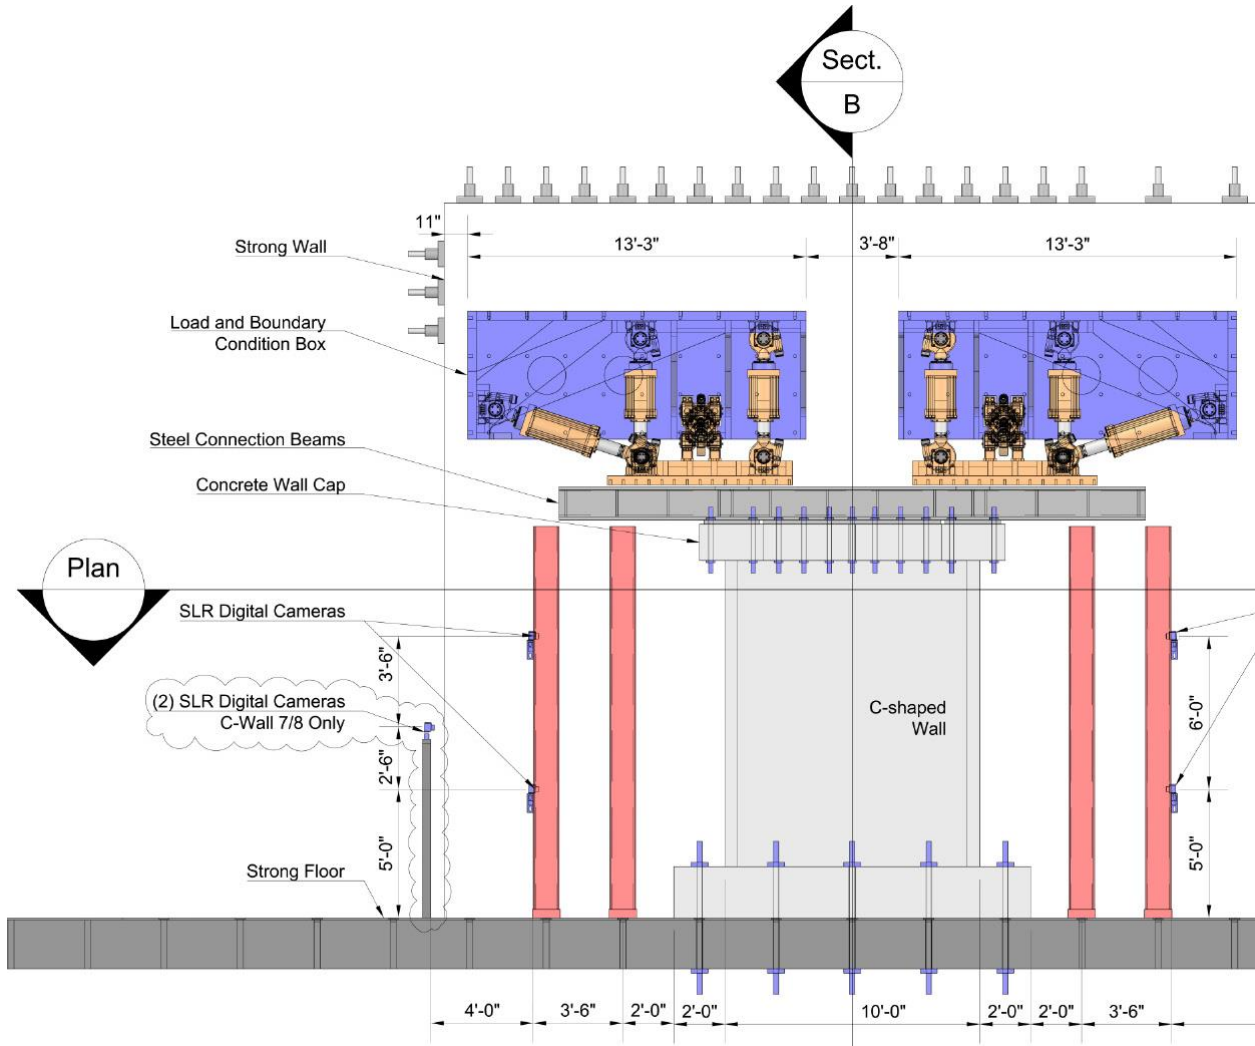 Sect.
B
11"
13'-3"
3'-8"
13'-3"
Strong Wall
Load and Boundary
Condition Box
Steel Connection Beams
Concrete Wall Cap
Plan
SLR Digital Cameras
3'-6"
(2) SLR Digital Cameras
C-Wall 7/8 Only
2'-6"
5'-0"
C-shaped
Wall
6'-0"
5'-0"
Strong Floor
4'-0"
3'-6"
2'-0"
2'-0"
10'-0"
2'-0"
2'-0"
3'-6"